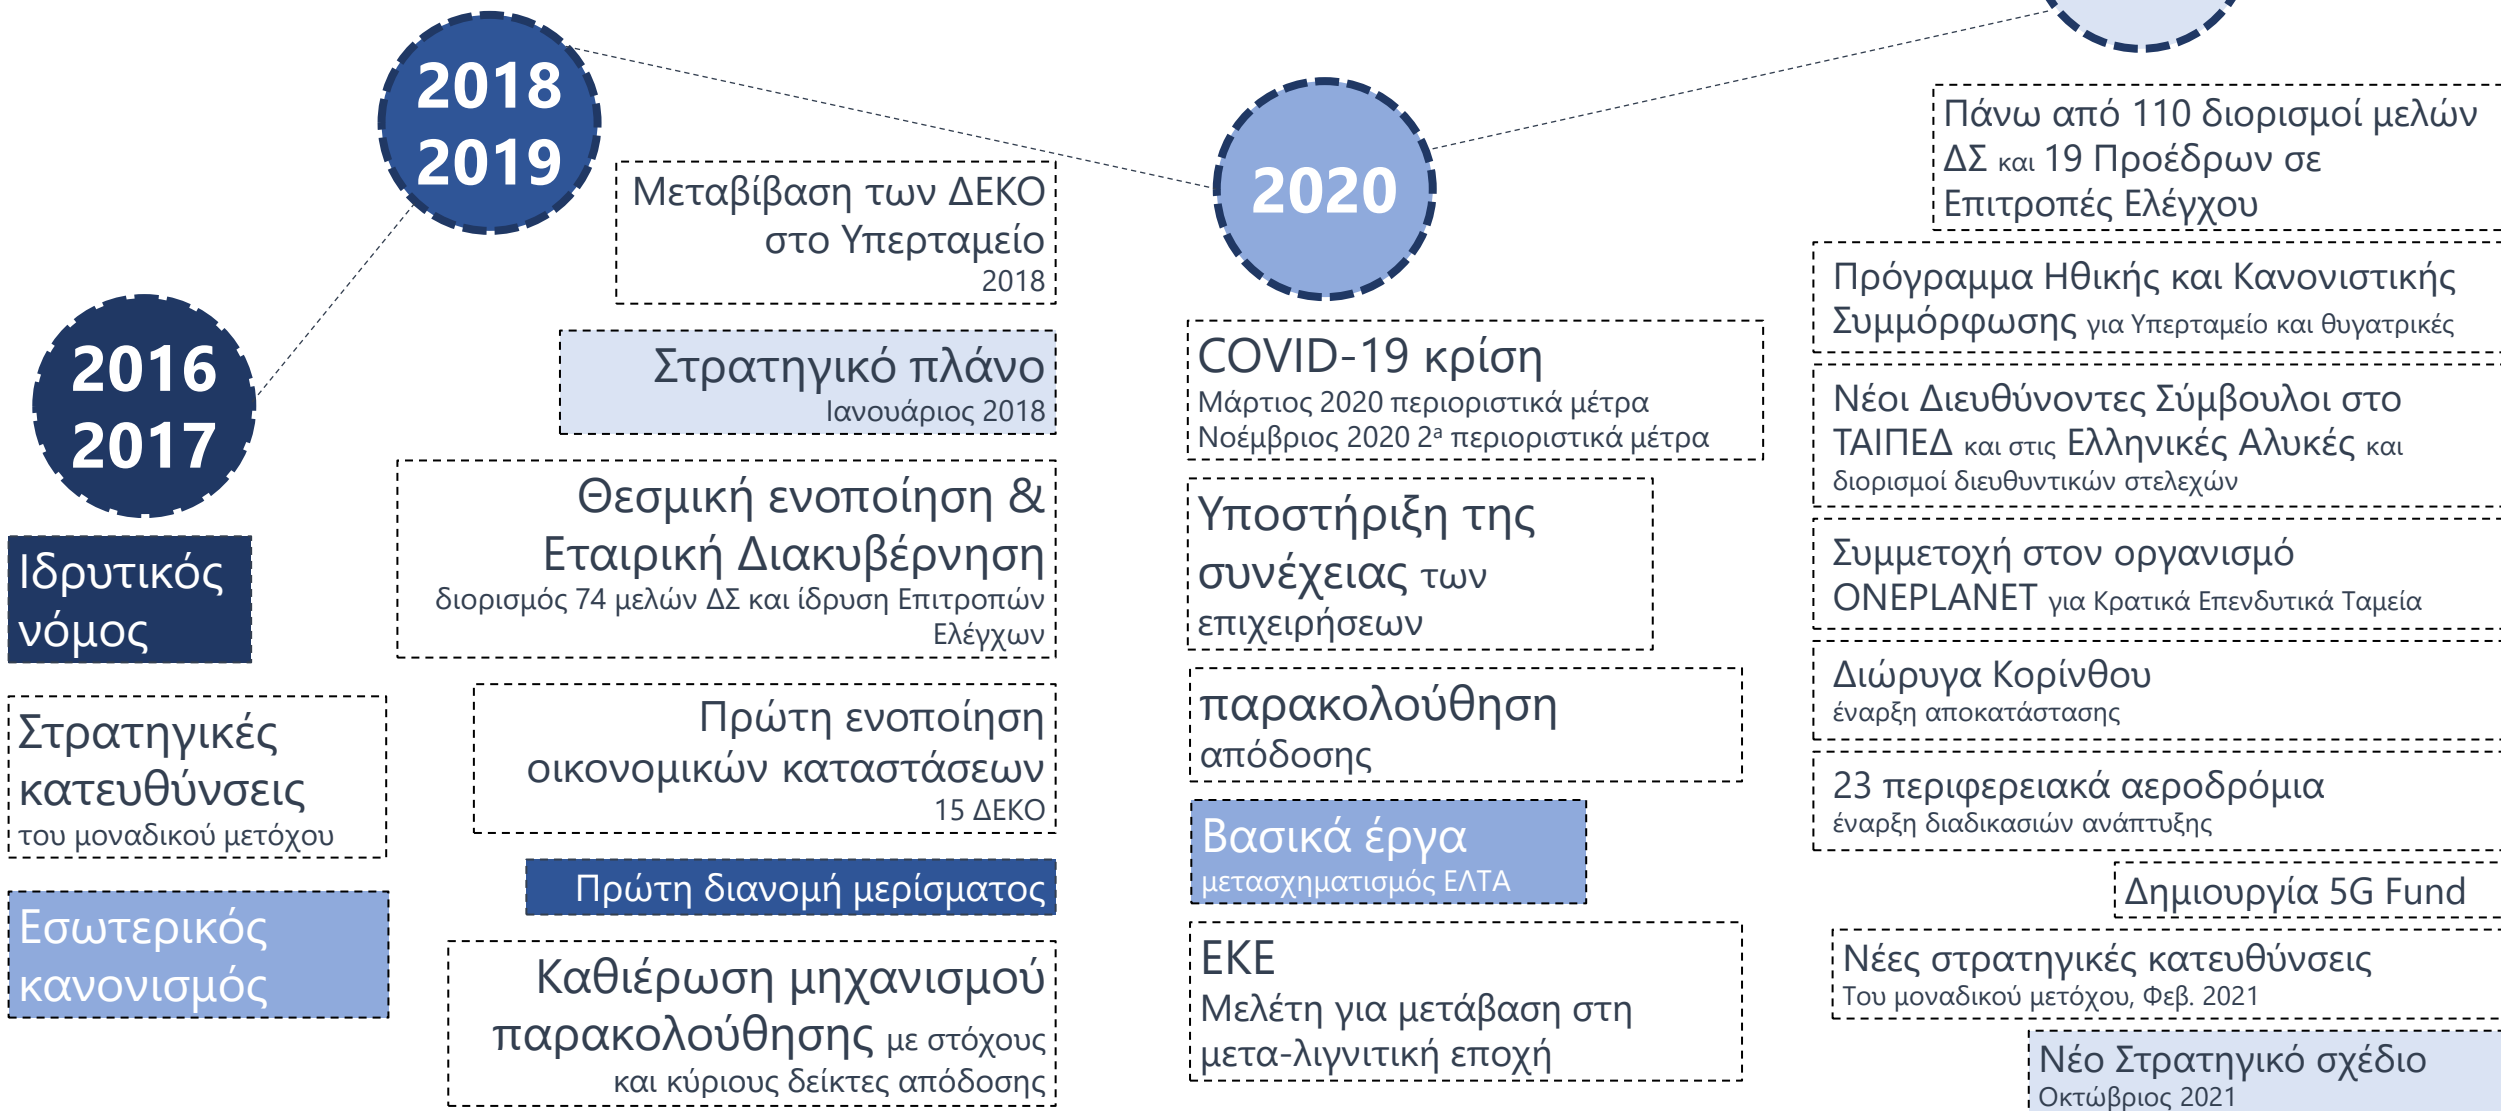 2016
2017
Ιδρυτικός
νόμος
Στρατηγικές
κατευθύνσεις
του μοναδικού μετόχου
Εσωτερικός
κανονισμός
2018
2019
Μεταβίβαση των ΔΕΚΟ
στο Υπερταμείο
2018
Στρατηγικό πλάνο
Ιανουάριος 2018
Θεσμική ενοποίηση &
Εταιρική Διακυβέρνηση
διορισμός 74 μελών ΔΣ και ίδρυση Επιτροπών
Ελέγχων
Πρώτη ενοποίηση
οικονομικών καταστάσεων
15 ΔΕΚΟ
Πρώτη διανομή μερίσματος
Καθιέρωση μηχανισμού
παρακολούθησης με στόχους
και κύριους δείκτες απόδοσης
2020
COVID-19 κρίση
Μάρτιος 2020 περιοριστικά μέτρα
Νοέμβριος 2020 2ª περιοριστικά μέτρα
Υποστήριξη της
συνέχειας των
επιχειρήσεων
παρακολούθηση
απόδοσης
Βασικά έργα
μετασχηματισμός ΕΛΤΑ
ΕΚΕ
Μελέτη για μετάβαση στη
μετα-λιγνιτική εποχή
Πάνω από 110 διορισμοί μελών
ΔΣ και 19 Προέδρων σε
Επιτροπές Ελέγχου
Πρόγραμμα Ηθικής και Κανονιστικής
Συμμόρφωσης για Υπερταμείο και θυγατρικές
Νέοι Διευθύνοντες Σύμβουλοι στο
ΤΑΙΠΕΔ και στις Ελληνικές Αλυκές και
διορισμοί διευθυντικών στελεχών
Συμμετοχή στον οργανισμό
ONEPLANET για Κρατικά Επενδυτικά Ταμεία
Διώρυγα Κορίνθου
έναρξη αποκατάστασης
23 περιφερειακά αεροδρόμια
έναρξη διαδικασιών ανάπτυξης
Δημιουργία 5G Fund
Νέες στρατηγικές κατευθύνσεις
Του μοναδικού μετόχου, Φεβ. 2021
Νέο Στρατηγικό σχέδιο
Οκτώβριος 2021